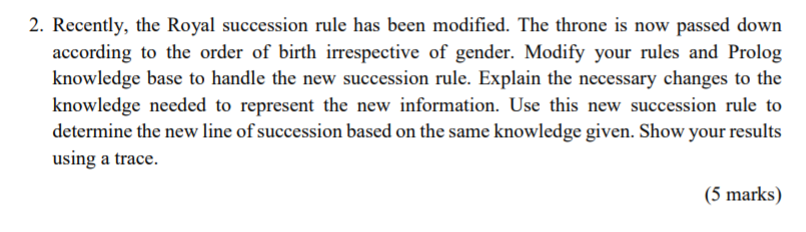 2. Recently, the Royal succession rule has been modified. The throne is now passed down
according to the order of birth irrespective of gender. Modify your rules and Prolog
knowledge base to handle the new succession rule. Explain the necessary changes to the
knowledge needed to represent the new information. Use this new succession rule to
determine the new line of succession based on the same knowledge given. Show your results
using a trace.
(5 marks)